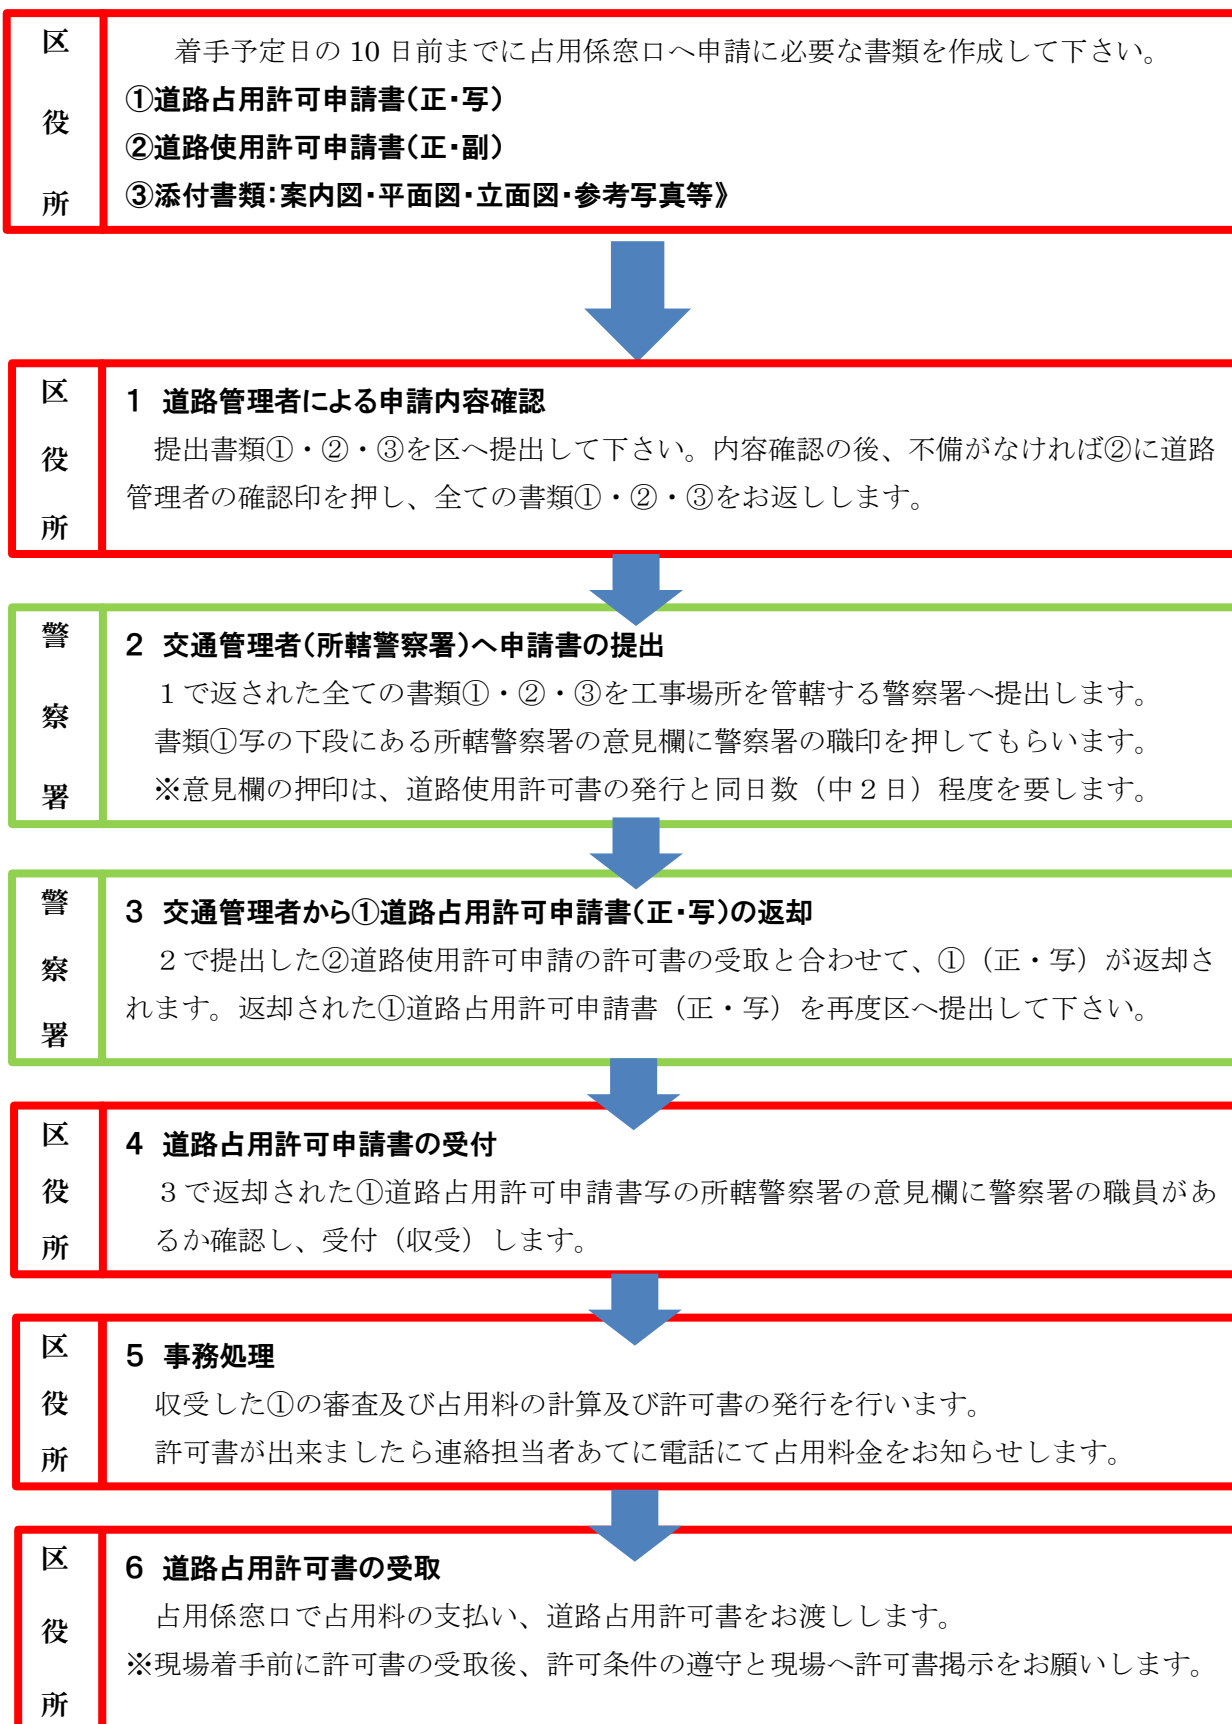 区役所
着手予定日の 10 日前までに占用係窓口へ申請に必要な書類を作成して下さい。
①道路占用許可申請書（正・写）
②道路使用許可申請書（正・副）
③添付書類：案内図・平面図・立面図・参考写真等》
区役所
1 道路管理者による申請内容確認
提出書類①・②・③を区へ提出して下さい。内容確認の後、不備がなければ②に道路
管理者の確認印を押し、全ての書類①・②・③をお返しします。
警察署
2 交通管理者（所轄警察署）へ申請書の提出
１で返された全ての書類①・②・③を工事場所を管轄する警察署へ提出します。
書類①写の下段にある所轄警察署の意見欄に警察署の職印を押してもらいます。
※意見欄の押印は、道路使用許可書の発行と同日数（中２日）程度を要します。
警察署
3 交通管理者から①道路占用許可申請書（正・写）の返却
２で提出した②道路使用許可申請の許可書の受取と合わせて、①（正・写）が返却さ
れます。返却された①道路占用許可申請書（正・写）を再度区へ提出して下さい。
区役所
4 道路占用許可申請書の受付
３で返却された①道路占用許可申請書写の所轄警察署の意見欄に警察署の職員があ
るか確認し、受付（収受）します。
区役所
5 事務処理
収受した①の審査及び占用料の計算及び許可書の発行を行います。
許可書が出来ましたら連絡担当者あてに電話にて占用料金をお知らせします。
区役所
6 道路占用許可書の受取
占用係窓口で占用料の支払い、道路占用許可書をお渡しします。
※現場着手前に許可書の受取後、許可条件の遵守と現場へ許可書掲示をお願いします。